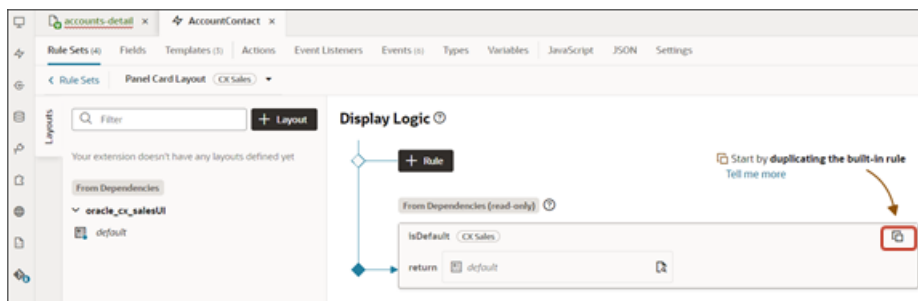 accounts-detail × AccountContact ×
Rule Sets (4) Fields Templates (5) Actions Event Listeners Events (6) Types Variables JavaScript JSON Settings
< Rule Sets Panel Card Layout CX Sales
Layouts
Filter
+ Layout
Your extension doesn't have any layouts defined yet
From Dependencies
oracle_cx_salesUI
default
Display Logic ?
+ Rule
Start by duplicating the built-in rule
Tell me more
From Dependencies (read-only) ?
isDefault CX Sales
return default